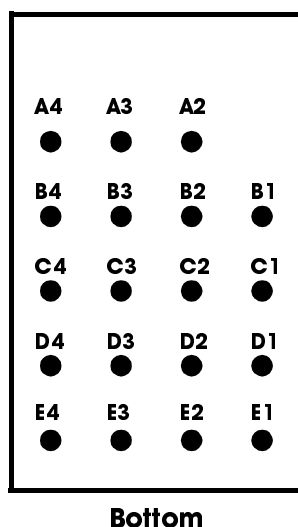 A4 A3 A2
B4 B3 B2 B1
C4 C3 C2 C1
D4 D3 D2 D1
E4 E3 E2 E1
Bottom